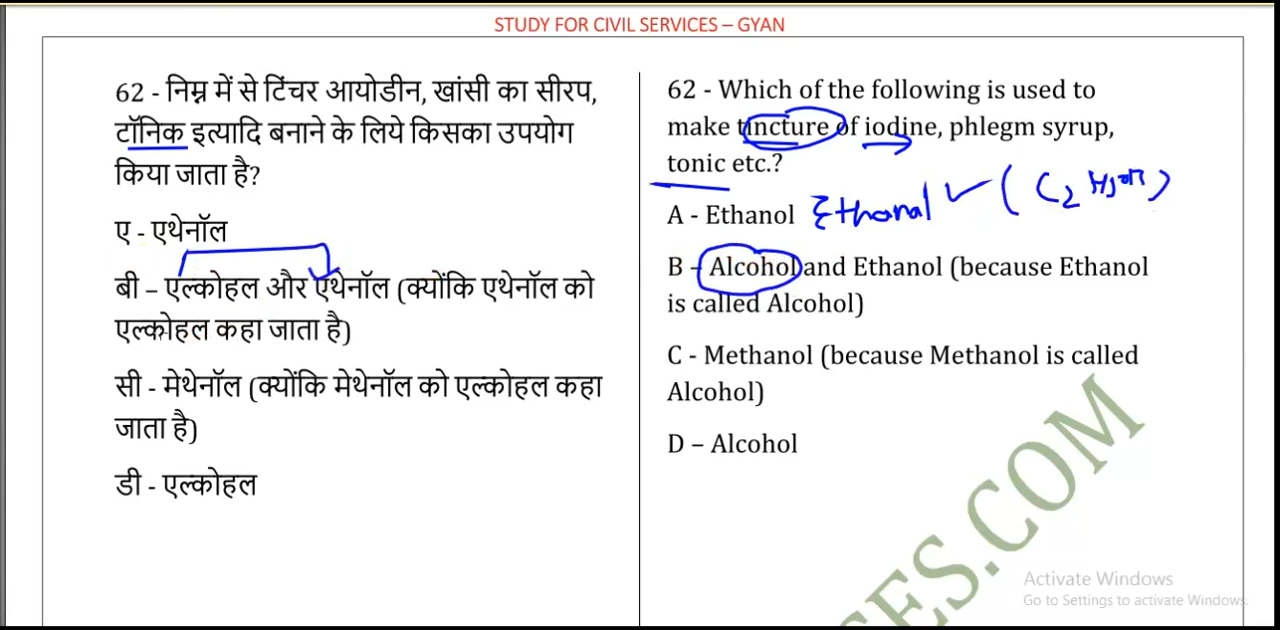 STUDY FOR CIVIL SERVICES – GYAN
62 - निम्न में से टिंचर आयोडीन, खांसी का सीरप,
टॉनिक इत्यादि बनाने के लिये किसका उपयोग
किया जाता है?
ए - एथेनॉल
बी – एल्कोहल और एथेनॉल (क्योंकि एथेनॉल को
एल्कोहल कहा जाता है)
सी - मेथेनॉल (क्योंकि मेथेनॉल को एल्कोहल कहा
जाता है)
डी - एल्कोहल
62 - Which of the following is used to
make tincture of iodine, phlegm syrup,
tonic etc.?
A - Ethanol Ethanal (C2H5OH)
B – Alcohol and Ethanol (because Ethanol
is called Alcohol)
C - Methanol (because Methanol is called
Alcohol)
D – Alcohol
ES.COM
Activate Windows
Go to Settings to activate Windows.